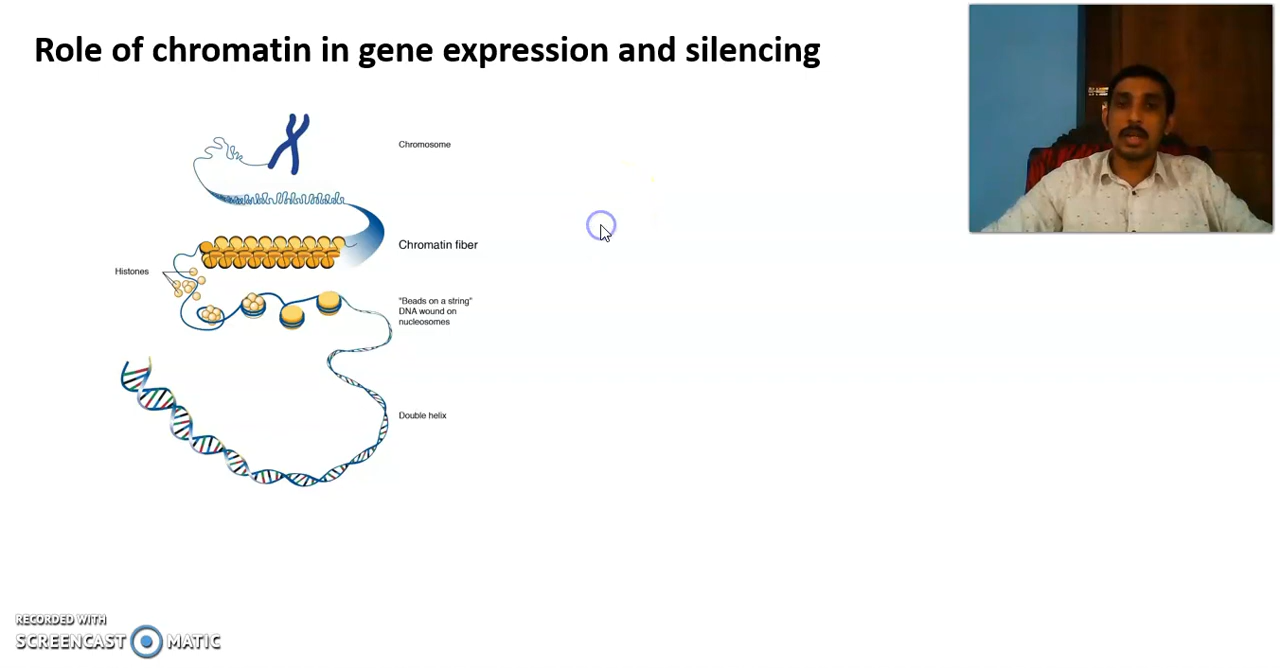 Role of chromatin in gene expression and silencing
Chromosome
Chromatin fiber
Histones
"Beads on a string"
DNA wound on
nucleosomes
Double helix
RECORDED WITH
SCREENCAST MATIC